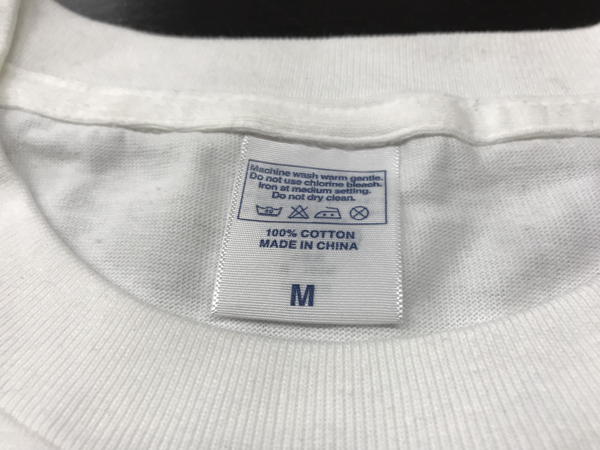 Machine wash warm gentle.
Do not use chlorine bleach.
Iron at medium setting.
Do not dry clean.
100% COTTON
MADE IN CHINA
M